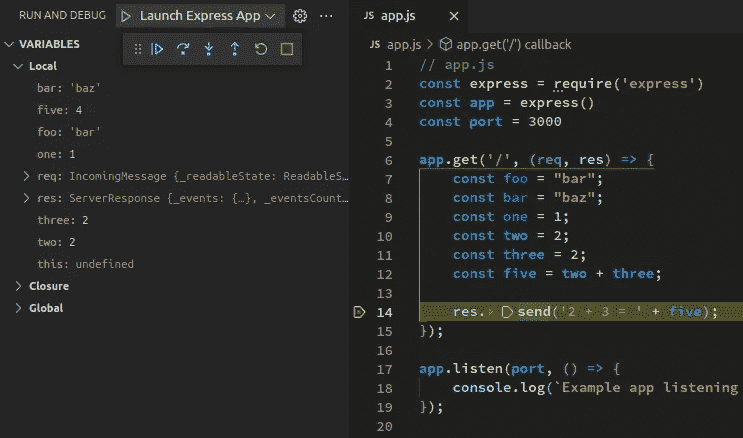 RUN AND DEBUG
Launch Express App
VARIABLES
Local
bar: 'baz'
five: 4
foo: 'bar'
one: 1
req: IncomingMessage {_readableState: ReadableS…
res: ServerResponse {_events: {…}, _eventsCount…
three: 2
two: 2
this: undefined
Closure
Global
JS app.js
JS app.js > app.get('/') callback
1 // app.js
2 const express = require('express')
3 const app = express()
4 const port = 3000
5
6 app.get('/', (req, res) => {
7 const foo = "bar";
8 const bar = "baz";
9 const one = 1;
10 const two = 2;
11 const three = 2;
12 const five = two + three;
13
14 res. send('2 + 3 = ' + five);
15 });
16
17 app.listen(port, () => {
18 console.log(`Example app listening
19 });
20